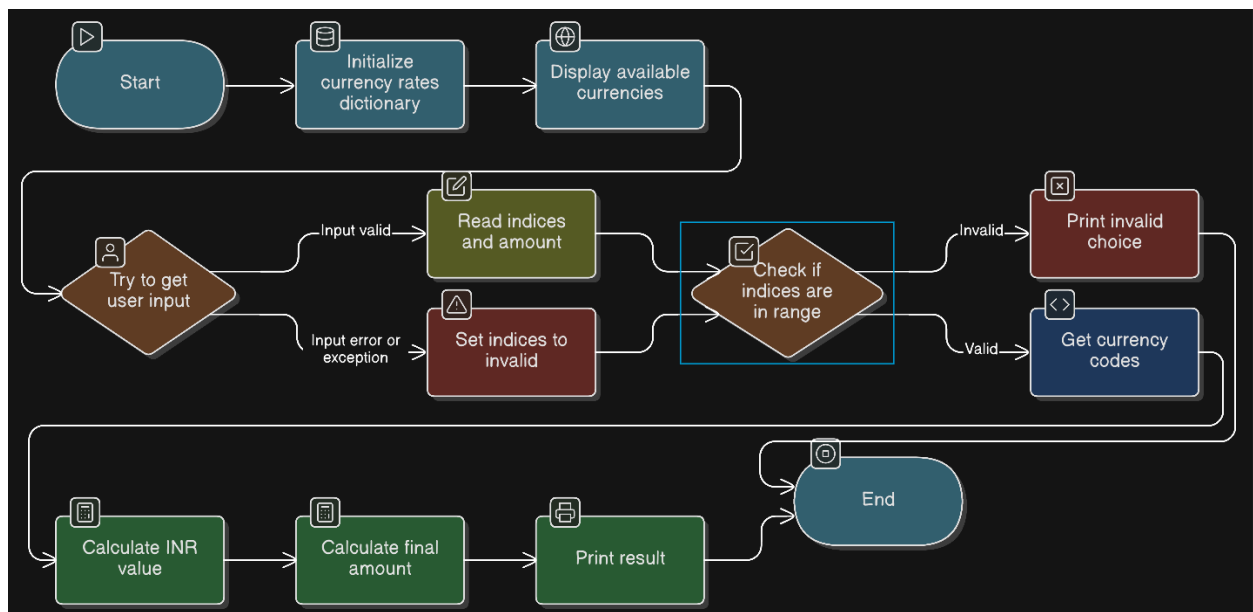 Start
Initialize
currency rates
dictionary
Display available
currencies
Try to get
user input
Input valid
Input error or
exception
Read indices
and amount
Set indices to
invalid
Check if
indices are
in range
Invalid
Valid
Print invalid
choice
Get currency
codes
Calculate INR
value
Calculate final
amount
Print result
End